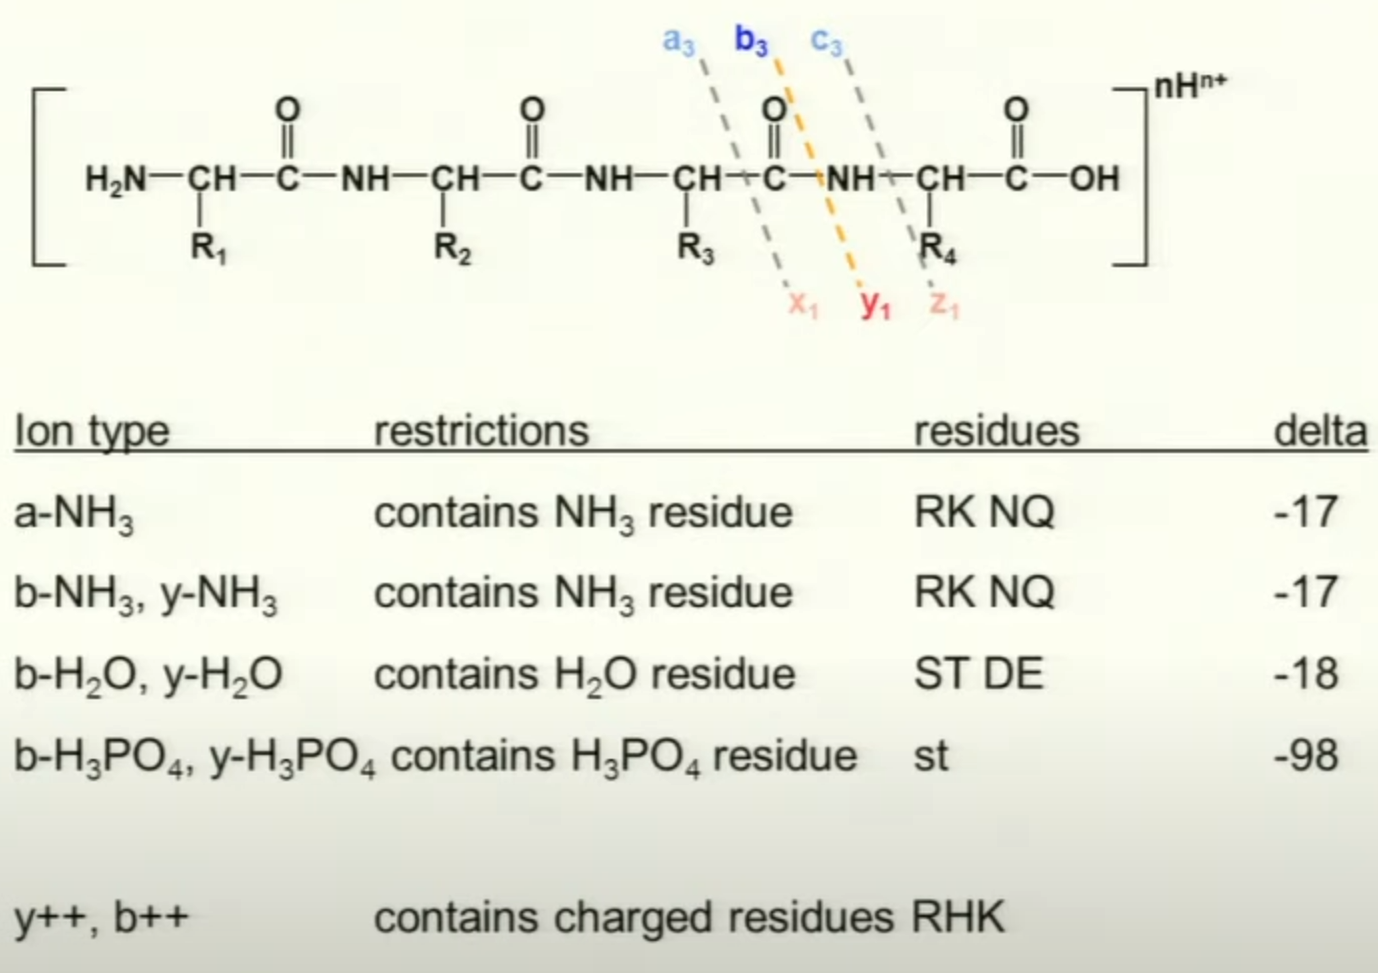 a₃ b₃ c₃
nHⁿ⁺
O O O O
H₂N—CH—C—NH—CH—C—NH—CH—C—NH—CH—C—OH
R₁ R₂ R₃ R₄
x₁ y₁ z₁
Ion type restrictions residues delta
a-NH₃ contains NH₃ residue RK NQ -17
b-NH₃, y-NH₃ contains NH₃ residue RK NQ -17
b-H₂O, y-H₂O contains H₂O residue ST DE -18
b-H₃PO₄, y-H₃PO₄ contains H₃PO₄ residue st -98
y++, b++ contains charged residues RHK